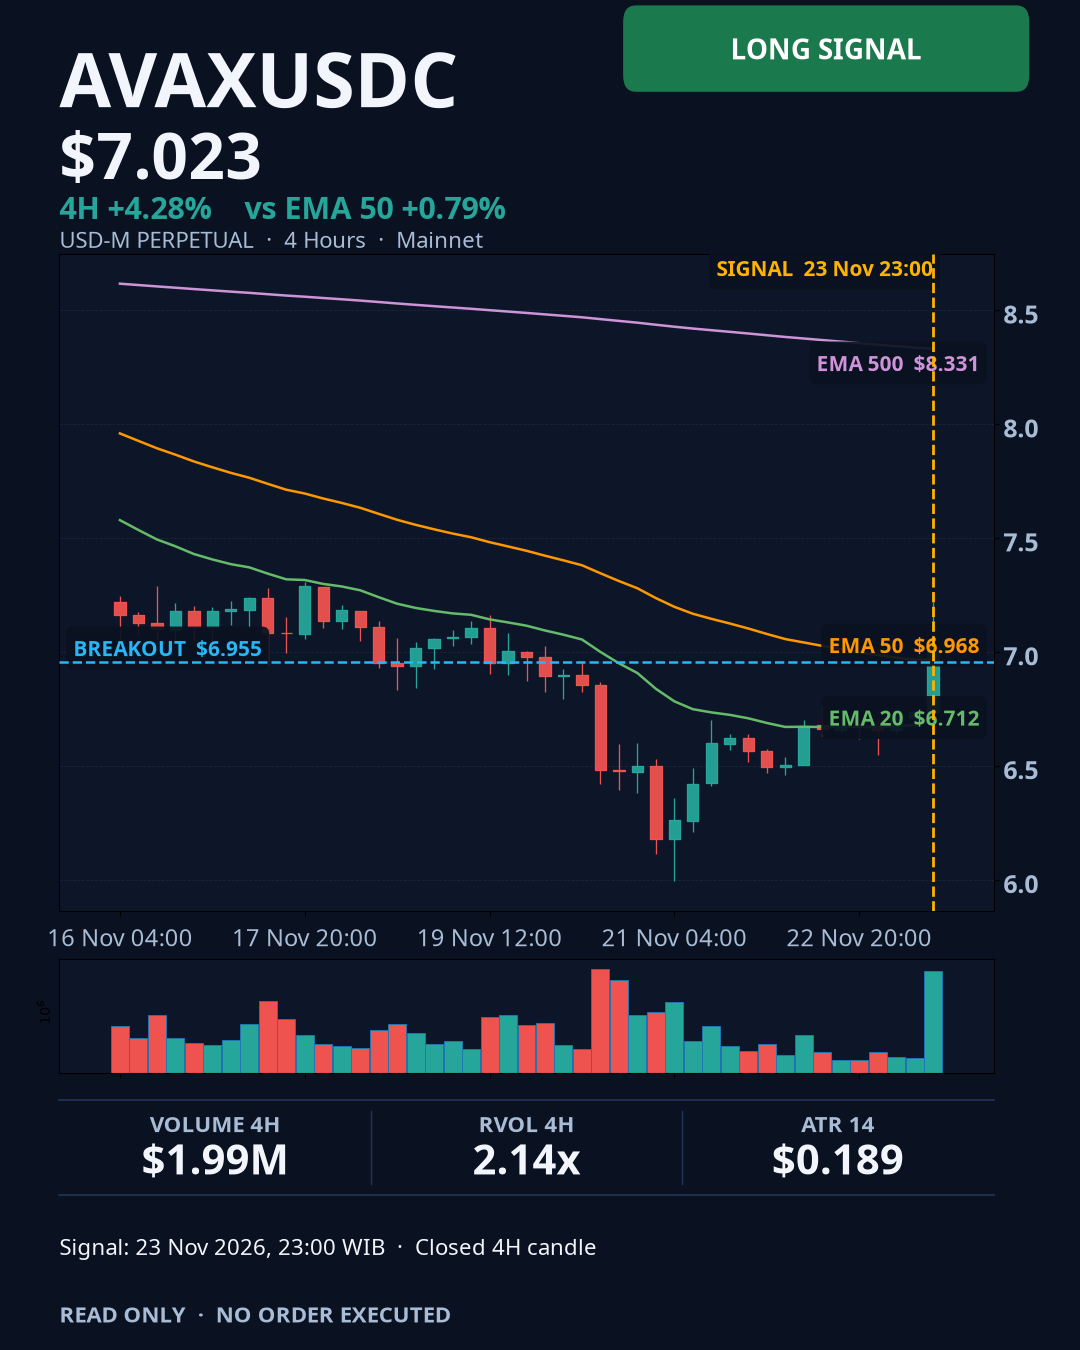 LONG SIGNAL
AVAXUSDC
$7.023
4H +4.28% vs EMA 50 +0.79%
USD-M PERPETUAL · 4 Hours · Mainnet
SIGNAL 23 Nov 23:00
8.5
EMA 500 $8.331
8.0
7.5
EMA 50 $6.968
BREAKOUT $6.955
7.0
EMA 20 $6.712
6.5
6.0
16 Nov 04:00 17 Nov 20:00 19 Nov 12:00 21 Nov 04:00 22 Nov 20:00
10⁶
VOLUME 4H RVOL 4H ATR 14
$1.99M 2.14x $0.189
Signal: 23 Nov 2026, 23:00 WIB · Closed 4H candle
READ ONLY · NO ORDER EXECUTED